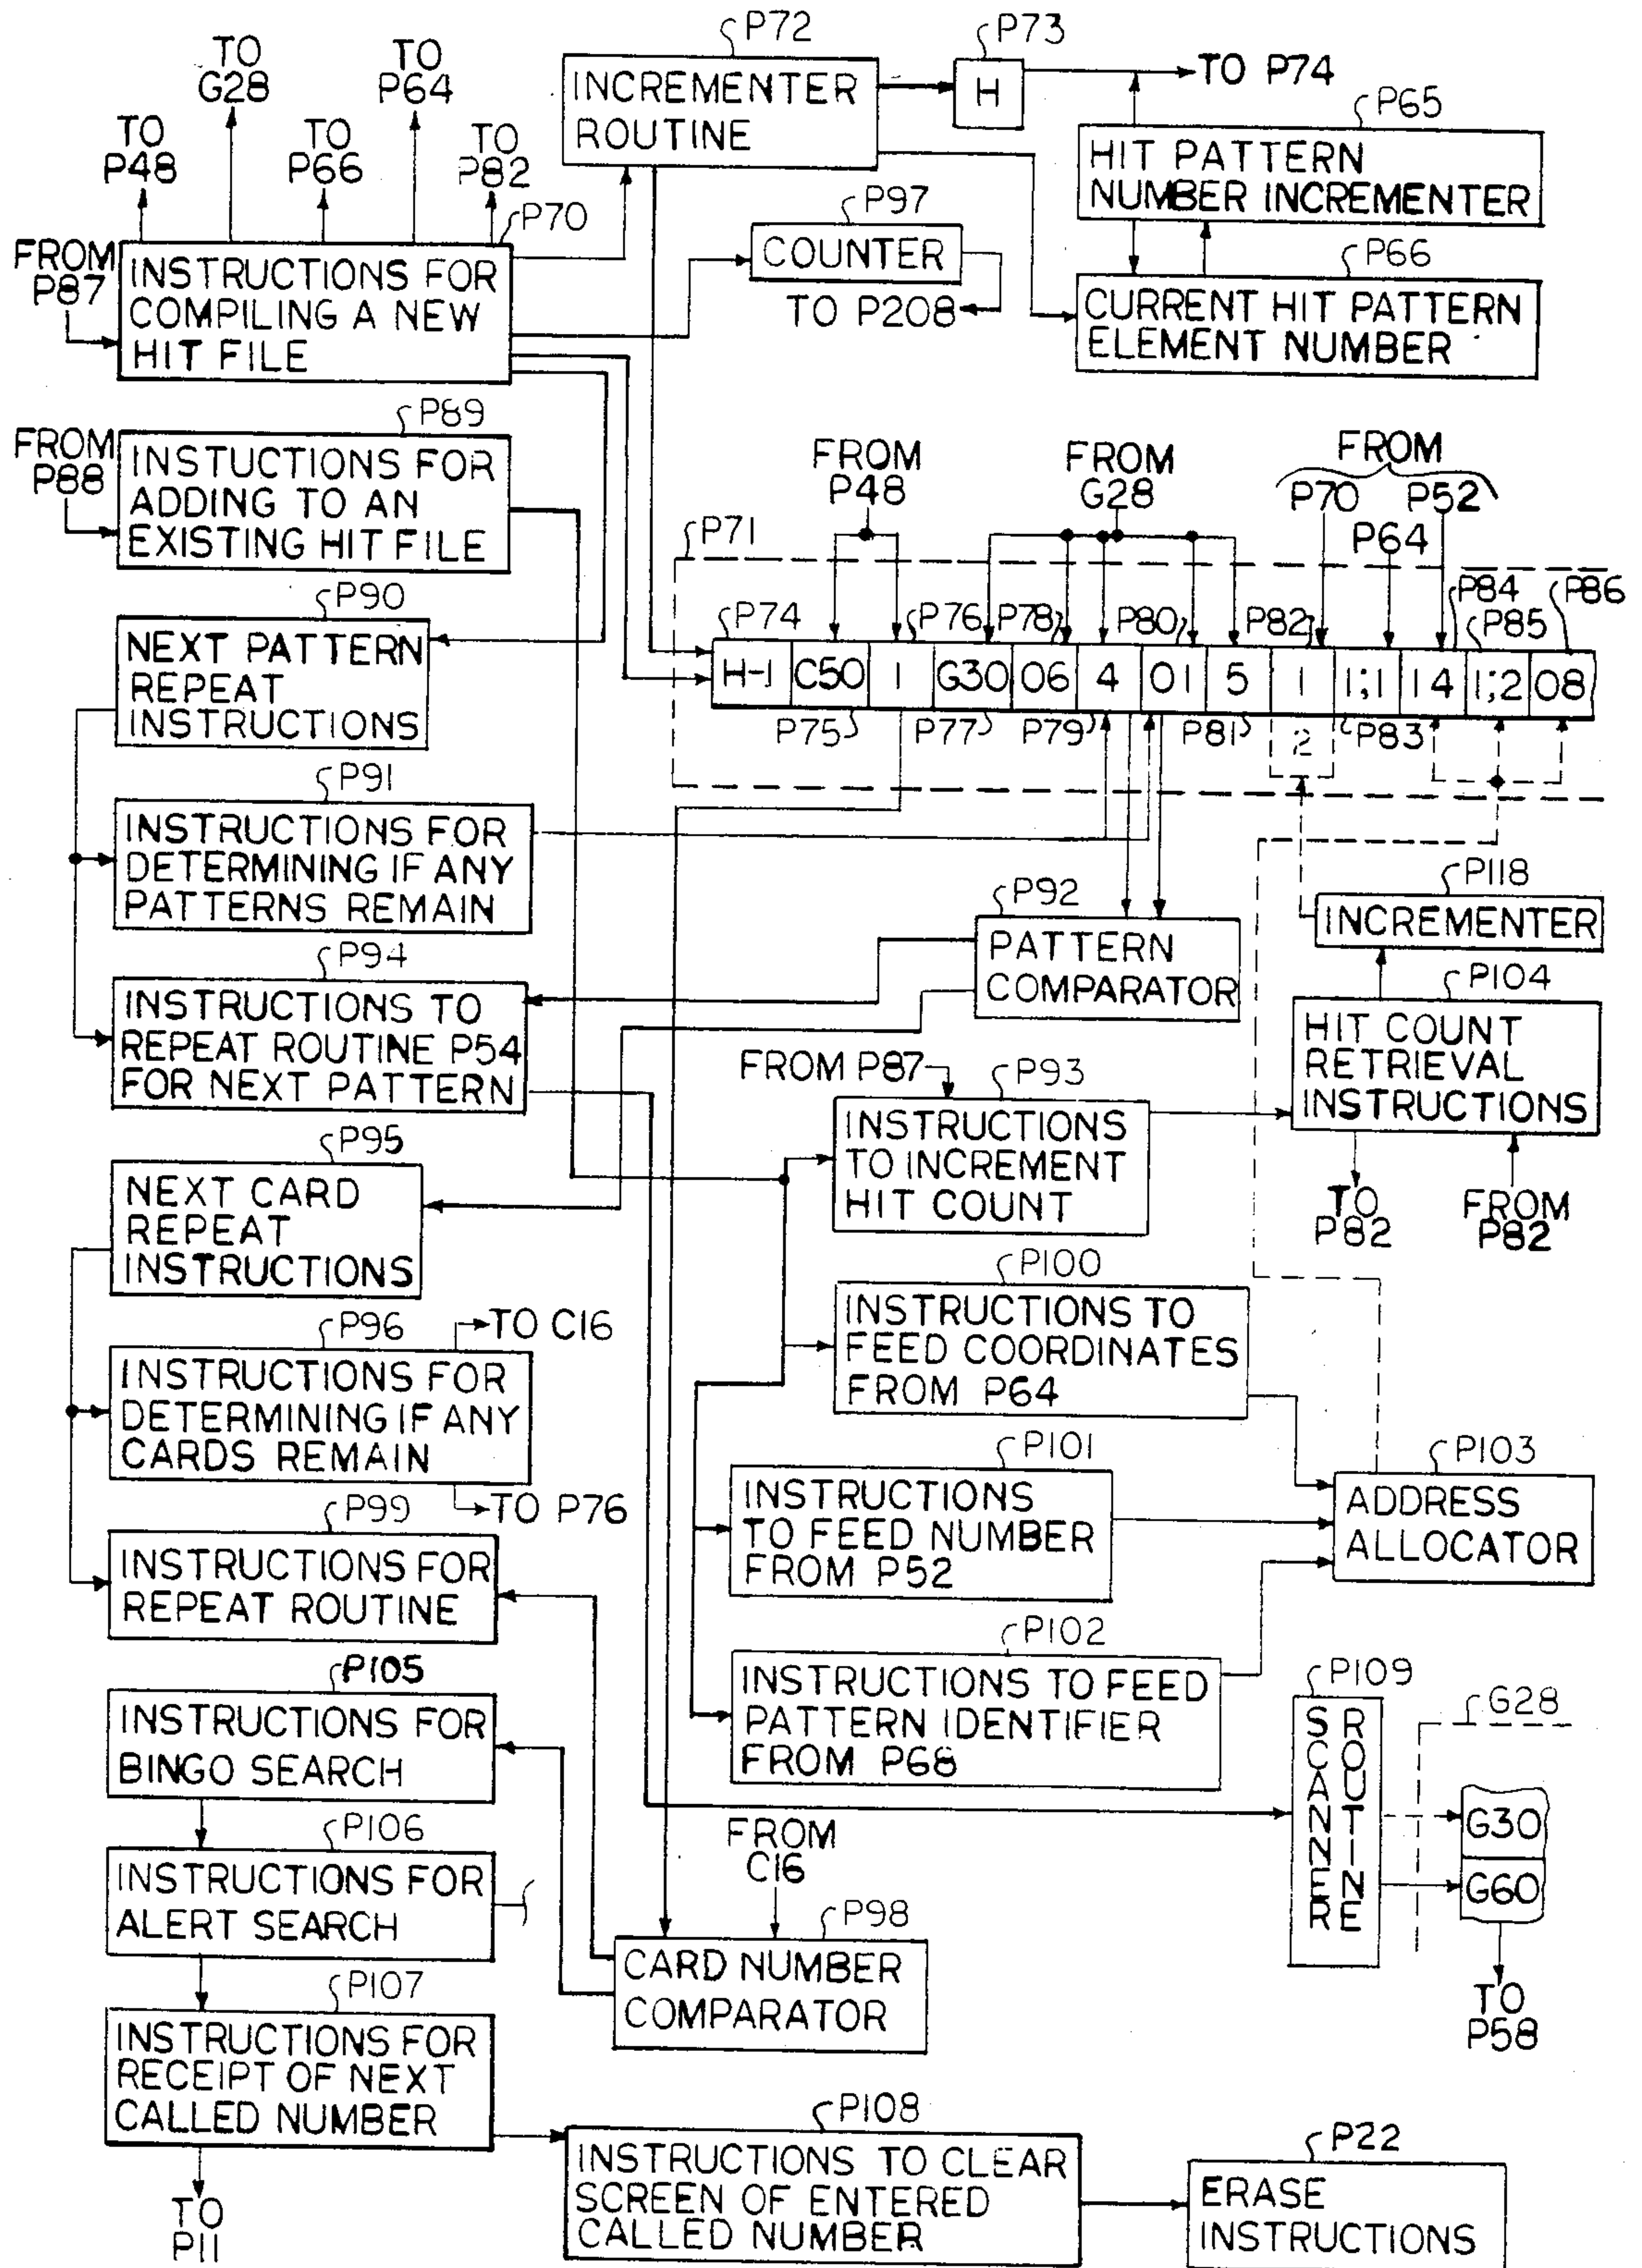 P72
P73
TO
G28
TO
P64
INCREMENTER
ROUTINE
H
TO P74
TO
P48
TO
P66
TO
P82
P65
HIT PATTERN
NUMBER INCREMENTER
P70
P97
FROM
P87
INSTRUCTIONS FOR
COMPILING A NEW
HIT FILE
COUNTER
TO P208
P66
CURRENT HIT PATTERN
ELEMENT NUMBER
P89
FROM
P88
INSTUCTIONS FOR
ADDING TO AN
EXISTING HIT FILE
FROM
P48
FROM
G28
FROM
P70
P52
P64
P71
P84
P86
P90
P74
P76
P78
P80
P82
P85
NEXT PATTERN
REPEAT
INSTRUCTIONS
H-1 C50 1 G30 06 4 01 5 1 1;1 14 1;2 08
P75
P77
P79
P81
2
P83
P91
INSTRUCTIONS FOR
DETERMINING IF ANY
PATTERNS REMAIN
P118
INCREMENTER
P92
PATTERN
COMPARATOR
P94
INSTRUCTIONS TO
REPEAT ROUTINE P54
FOR NEXT PATTERN
P104
HIT COUNT
RETRIEVAL
INSTRUCTIONS
FROM P87
P93
INSTRUCTIONS
TO INCREMENT
HIT COUNT
TO
P82
FROM
P82
P95
NEXT CARD
REPEAT
INSTRUCTIONS
P100
INSTRUCTIONS TO
FEED COORDINATES
FROM P64
P96
TO C16
INSTRUCTIONS FOR
DETERMINING IF ANY
CARDS REMAIN
TO P76
P101
INSTRUCTIONS
TO FEED NUMBER
FROM P52
P103
ADDRESS
ALLOCATOR
P99
INSTRUCTIONS FOR
REPEAT ROUTINE
P102
INSTRUCTIONS TO FEED
PATTERN IDENTIFIER
FROM P68
P105
INSTRUCTIONS FOR
BINGO SEARCH
P109
SCANNER
ROUTINE
G28
G30
G60
TO
P58
P106
INSTRUCTIONS FOR
ALERT SEARCH
FROM
C16
P98
CARD NUMBER
COMPARATOR
P107
INSTRUCTIONS FOR
RECEIPT OF NEXT
CALLED NUMBER
TO
P11
P108
INSTRUCTIONS TO CLEAR
SCREEN OF ENTERED
CALLED NUMBER
P22
ERASE
INSTRUCTIONS